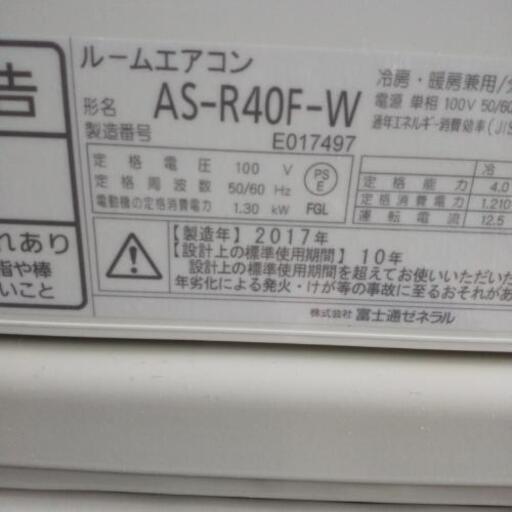 告
ルームエアコン
形名 AS-R40F-W
製造番号 E017497
定格電圧 100 V
定格周波数 50/60 Hz
電動機の定格消費電力 1.30 kW
PS
E
FGL
冷房・暖房兼用/
電源 単相 100V 50/60
通年エネルギー消費効率 (JIS
冷
定格能力 4.0
定格消費電力 1.210
運転電流 12.5
れあり
指や棒
いこと
【製造年】2017年
【設計上の標準使用期間】10年
設計上の標準使用期間を超えてお使いいただいた
年劣化による発火・けが等の事故に至るおそれがあ
株式会社 富士通ゼネラル